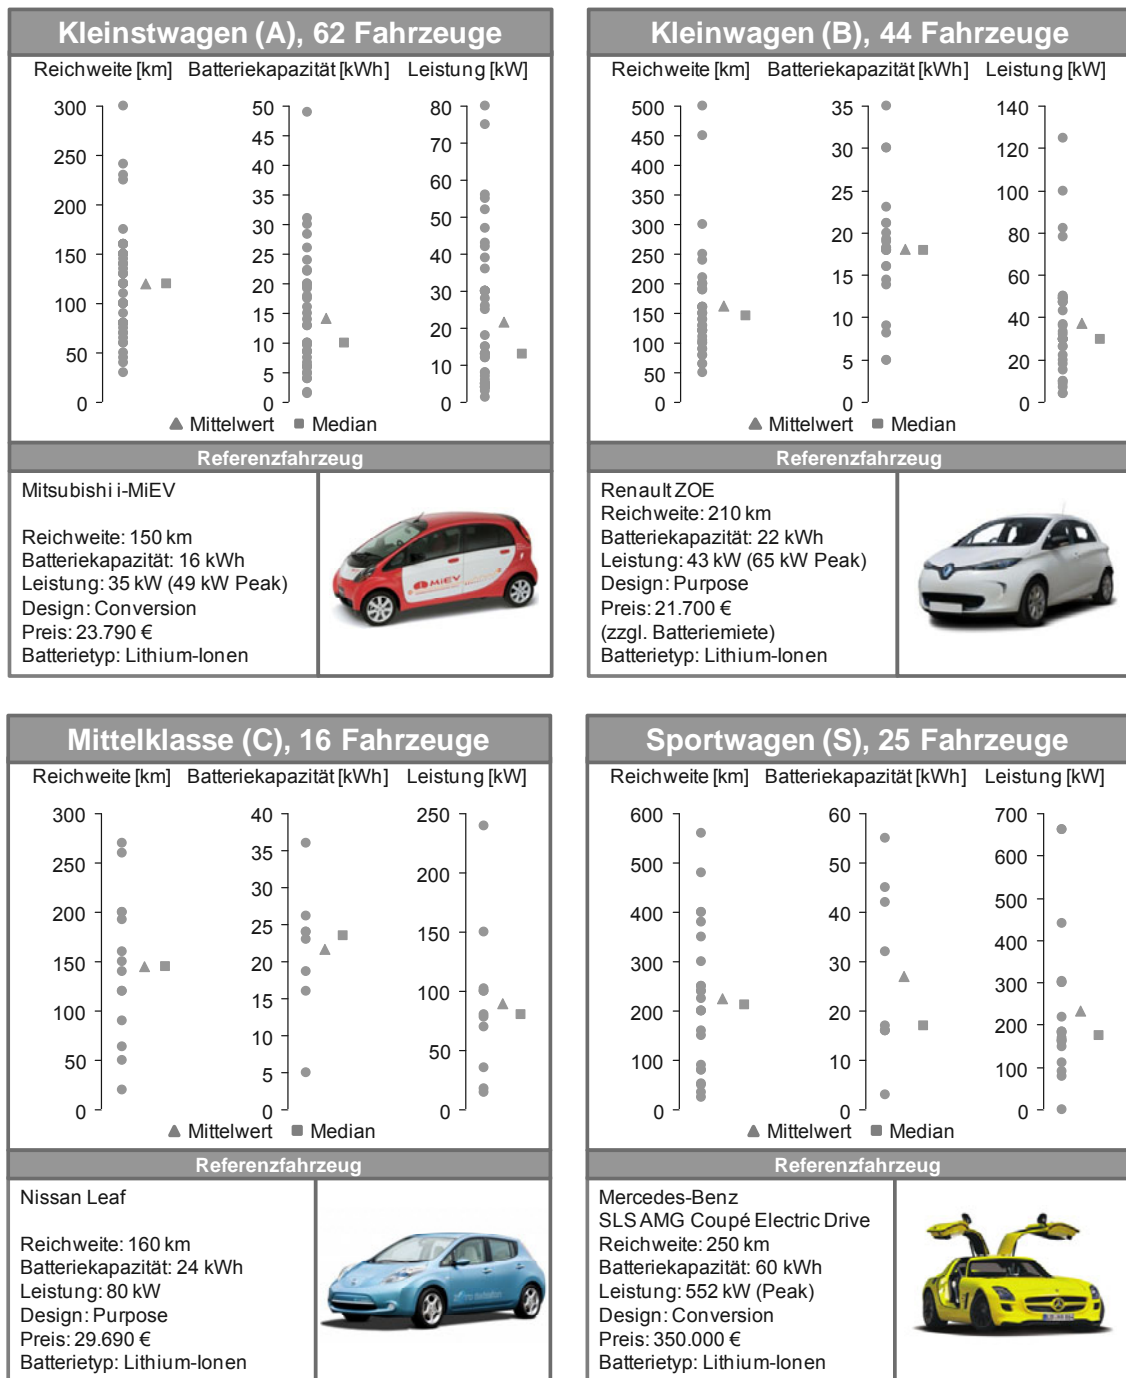 Kleinstwagen (A), 62 Fahrzeuge
Reichweite [km] Batteriekapazität [kWh] Leistung [kW]
300
250
200
150
100
50
0
50
45
40
35
30
25
20
15
10
5
0
80
70
60
50
40
30
20
10
0
▲ Mittelwert ■ Median
Referenzfahrzeug
Mitsubishi i-MiEV
Reichweite: 150 km
Batteriekapazität: 16 kWh
Leistung: 35 kW (49 kW Peak)
Design: Conversion
Preis: 23.790 €
Batterietyp: Lithium-Ionen
MiEV
Kleinwagen (B), 44 Fahrzeuge
Reichweite [km] Batteriekapazität [kWh] Leistung [kW]
500
450
400
350
300
250
200
150
100
50
0
35
30
25
20
15
10
5
0
140
120
100
80
60
40
20
0
▲ Mittelwert ■ Median
Referenzfahrzeug
Renault ZOE
Reichweite: 210 km
Batteriekapazität: 22 kWh
Leistung: 43 kW (65 kW Peak)
Design: Purpose
Preis: 21.700 €
(zzgl. Batteriemiete)
Batterietyp: Lithium-Ionen
Mittelklasse (C), 16 Fahrzeuge
Reichweite [km] Batteriekapazität [kWh] Leistung [kW]
300
250
200
150
100
50
0
40
35
30
25
20
15
10
5
0
250
200
150
100
50
0
▲ Mittelwert ■ Median
Referenzfahrzeug
Nissan Leaf
Reichweite: 160 km
Batteriekapazität: 24 kWh
Leistung: 80 kW
Design: Purpose
Preis: 29.690 €
Batterietyp: Lithium-Ionen
Sportwagen (S), 25 Fahrzeuge
Reichweite [km] Batteriekapazität [kWh] Leistung [kW]
600
500
400
300
200
100
0
60
50
40
30
20
10
0
700
600
500
400
300
200
100
0
▲ Mittelwert ■ Median
Referenzfahrzeug
Mercedes-Benz
SLS AMG Coupé Electric Drive
Reichweite: 250 km
Batteriekapazität: 60 kWh
Leistung: 552 kW (Peak)
Design: Conversion
Preis: 350.000 €
Batterietyp: Lithium-Ionen